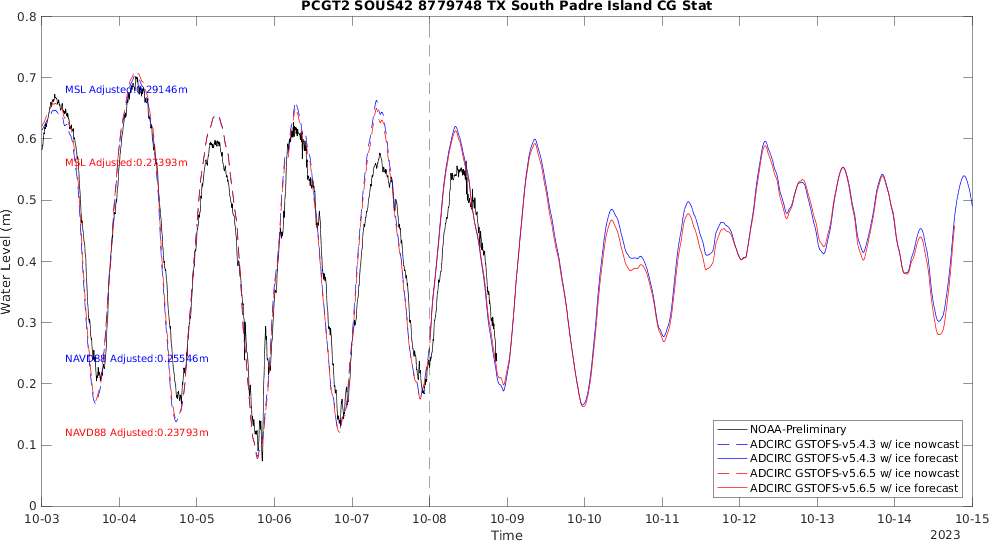 PCGT2 SOUS42 8779748 TX South Padre Island CG Stat
0.8
0.7
0.6
0.5
0.4
0.3
0.2
0.1
0
Water Level (m)
MSL Adjusted:0.29146m
MSL Adjusted:0.27393m
NAVD88 Adjusted:0.25546m
NAVD88 Adjusted:0.23793m
NOAA-Preliminary
ADCIRC GSTOFS-v5.4.3 w/ ice nowcast
ADCIRC GSTOFS-v5.4.3 w/ ice forecast
ADCIRC GSTOFS-v5.6.5 w/ ice nowcast
ADCIRC GSTOFS-v5.6.5 w/ ice forecast
10-03 10-04 10-05 10-06 10-07 10-08 10-09 10-10 10-11 10-12 10-13 10-14 10-15
Time
2023